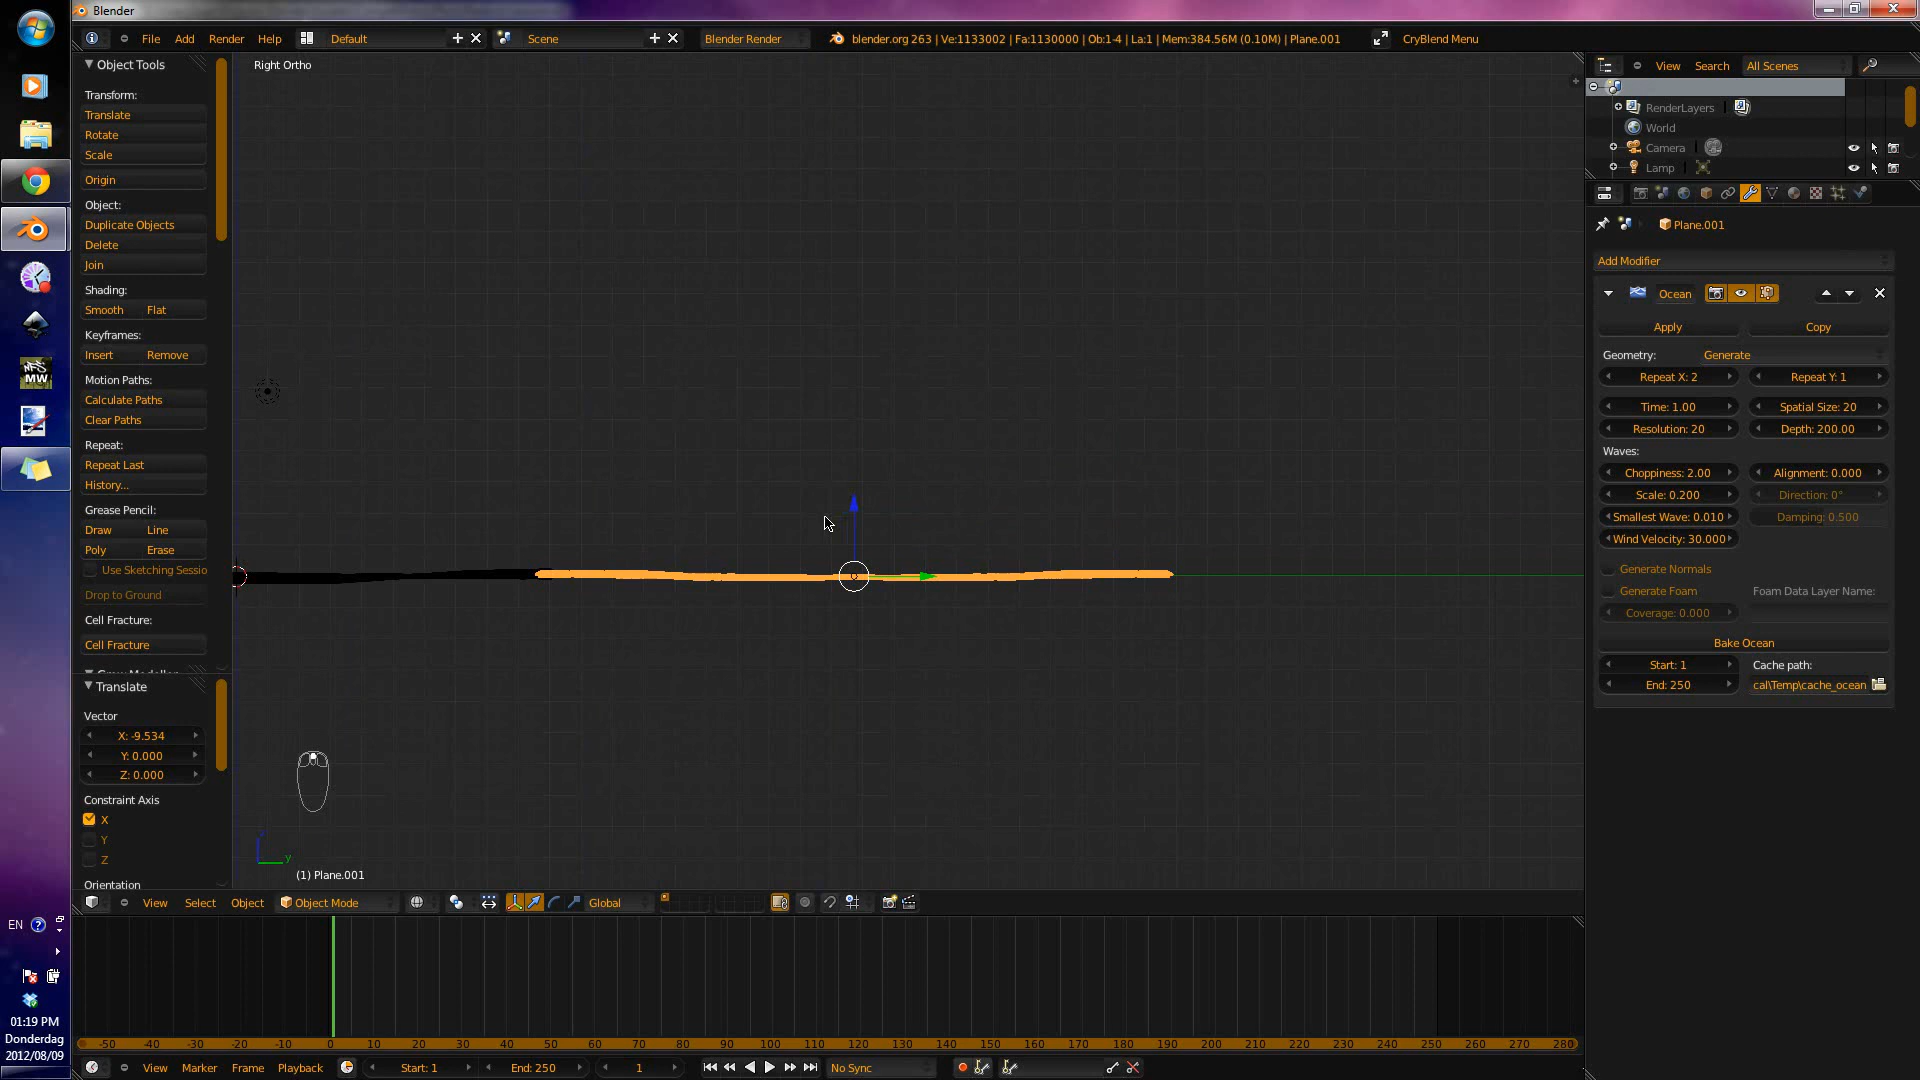 Blender
File Add Render Help Default Scene Blender Render blender.org 263 | Ve:1133002 | Fa:1130000 | Ob:1-4 | La:1 | Mem:384.56M (0.10M) | Plane.001 CryBlend Menu
Object Tools
Transform:
Translate
Rotate
Scale
Origin
Object:
Duplicate Objects
Delete
Join
Shading:
Smooth Flat
Keyframes:
Insert Remove
Motion Paths:
Calculate Paths
Clear Paths
Repeat:
Repeat Last
History...
Grease Pencil:
Draw Line
Poly Erase
Use Sketching Sessio
Drop to Ground
Cell Fracture:
Cell Fracture
Translate
Vector
X: -9.534
Y: 0.000
Z: 0.000
Constraint Axis
X
Y
Z
Orientation
Right Ortho
y
(1) Plane.001
View Select Object Object Mode Global
-50 -40 -30 -20 -10 0 10 20 30 40 50 60 70 80 90 100 110 120 130 140 150 160 170 180 190 200 210 220 230 240 250 260 270 280
View Marker Frame Playback Start: 1 End: 250 1 No Sync
View Search All Scenes
RenderLayers
World
Camera
Lamp
Plane.001
Add Modifier
Ocean
Apply Copy
Geometry: Generate
Repeat X: 2 Repeat Y: 1
Time: 1.00 Spatial Size: 20
Resolution: 20 Depth: 200.00
Waves:
Choppiness: 2.00 Alignment: 0.000
Scale: 0.200 Direction: 0°
Smallest Wave: 0.010 Damping: 0.500
Wind Velocity: 30.000
Generate Normals
Generate Foam Foam Data Layer Name:
Coverage: 0.000
Bake Ocean
Start: 1 Cache path:
End: 250 cal\Temp\cache_ocean
NFS
MW
EN
01:19 PM
Donderdag
2012/08/09